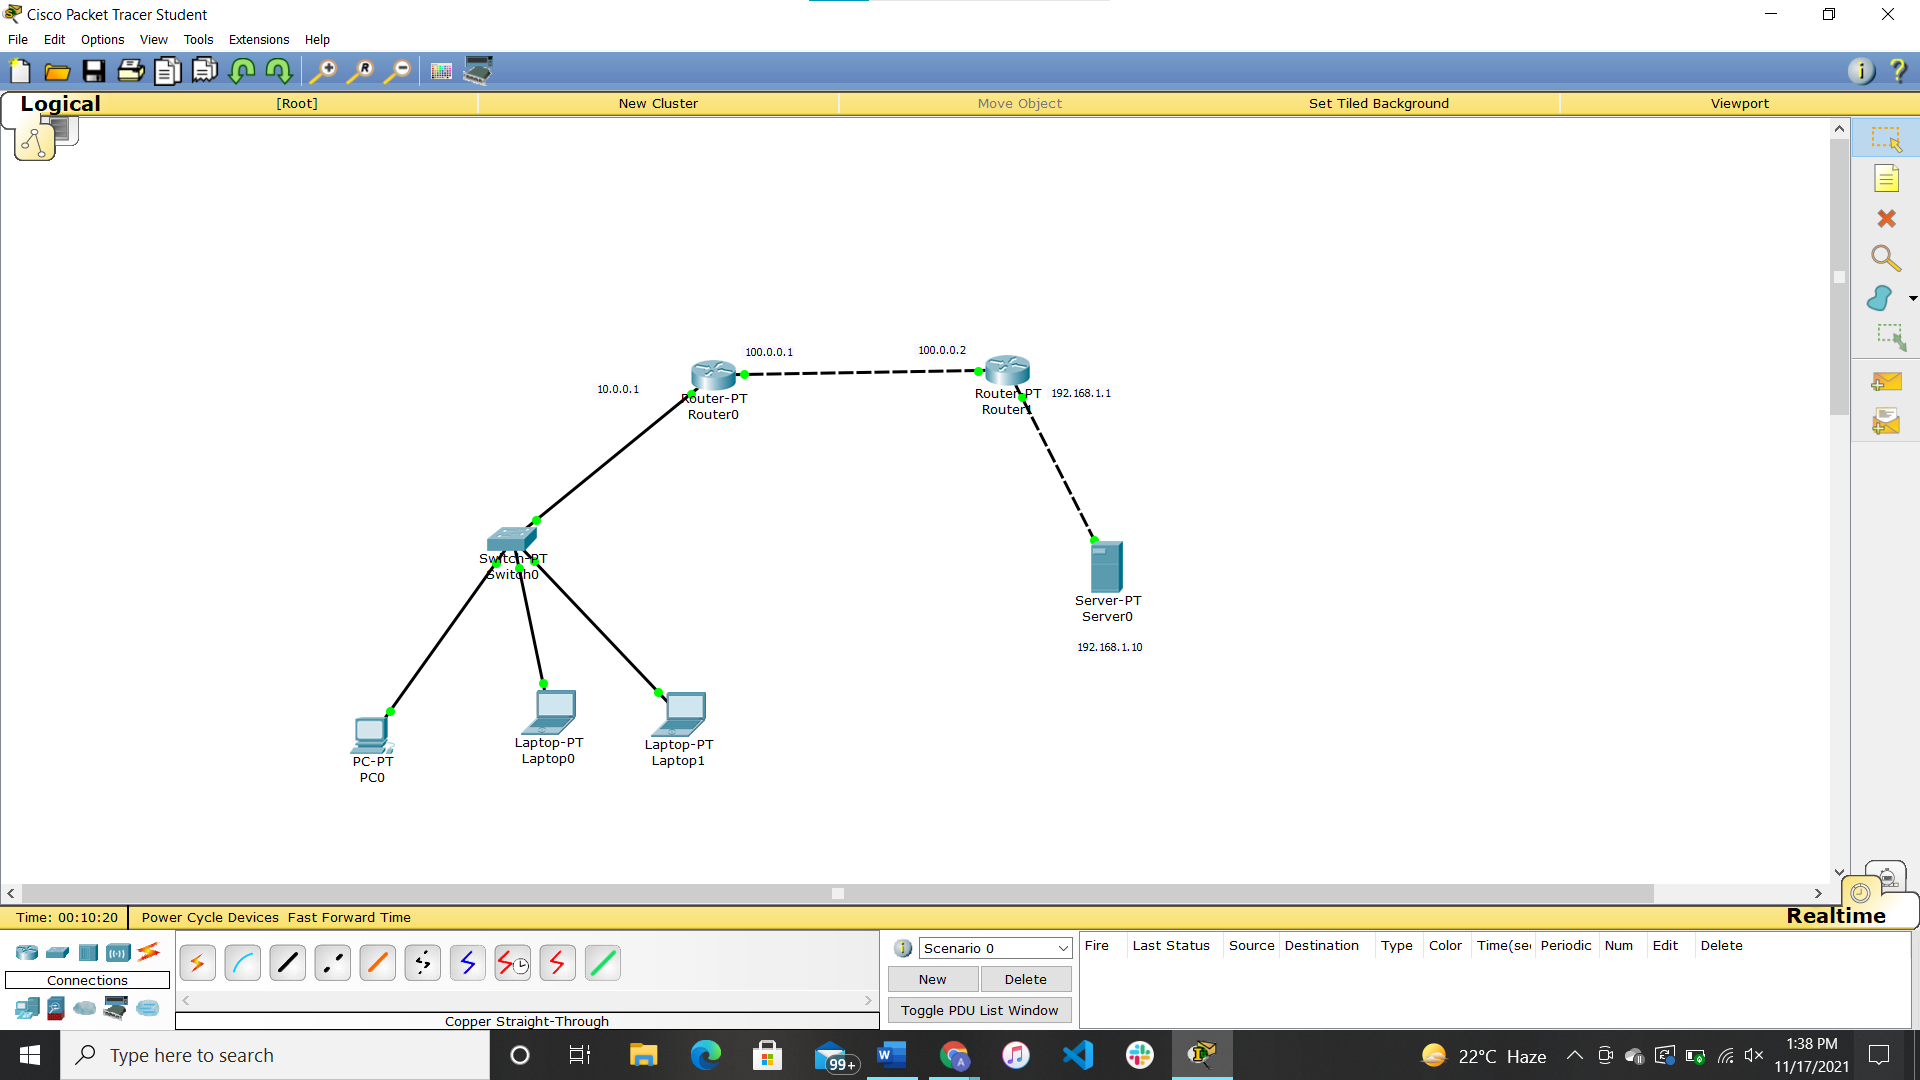 Cisco Packet Tracer Student
File Edit Options View Tools Extensions Help
Logical [Root] New Cluster Move Object Set Tiled Background Viewport
100.0.0.1 100.0.0.2
10.0.0.1
Router-PT
Router0
Router-PT 192.168.1.1
Router1
Switch-PT
Switch0
Server-PT
Server0
192.168.1.10
PC-PT
PC0
Laptop-PT
Laptop0
Laptop-PT
Laptop1
Time: 00:10:20 Power Cycle Devices Fast Forward Time
Realtime
Connections
Copper Straight-Through
Scenario 0
New Delete
Toggle PDU List Window
Fire Last Status Source Destination Type Color Time(se Periodic Num Edit Delete
Type here to search
99+
22°C Haze
1:38 PM
11/17/2021